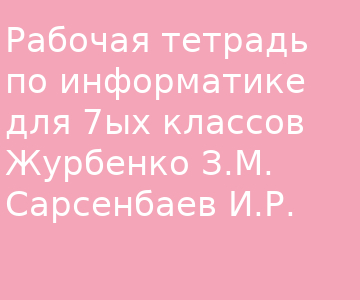 Рабочая тетрадь
по информатике
для 7ых классов
Журбенко З.М.
Сарсенбаев И.Р.